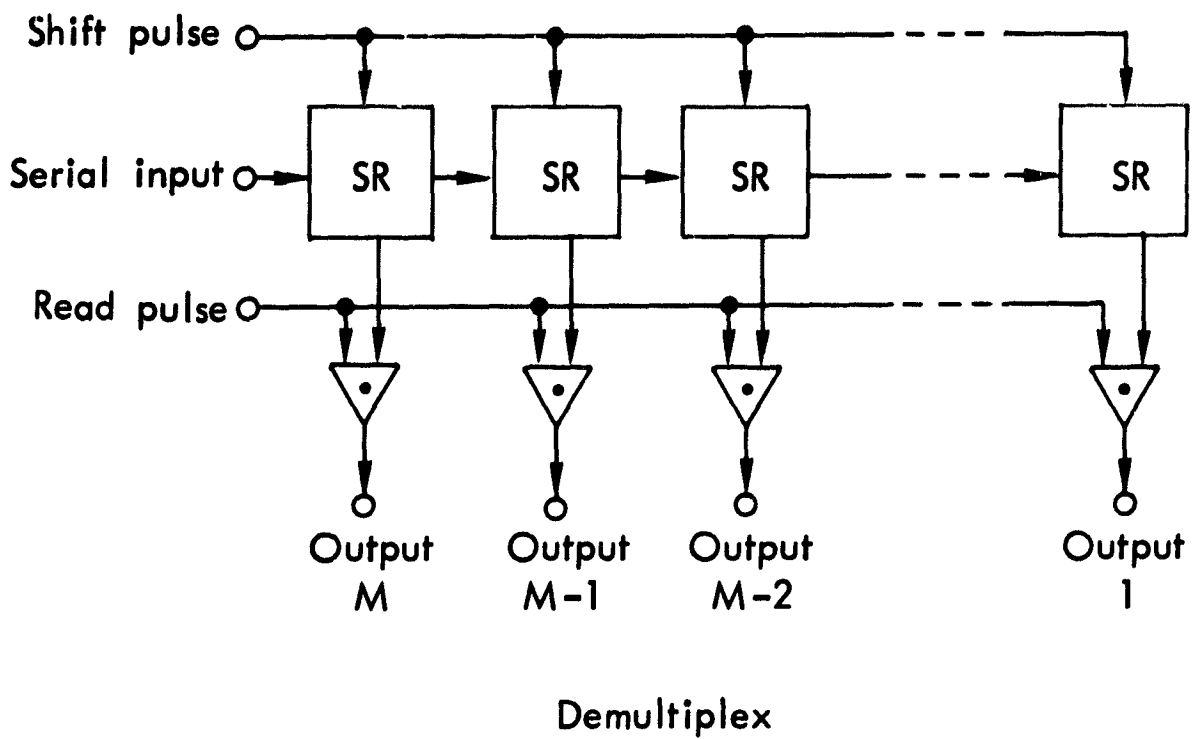 Shift pulse
Serial input
SR
SR
SR
SR
Read pulse
Output
M
Output
M-1
Output
M-2
Output
1
Demultiplex